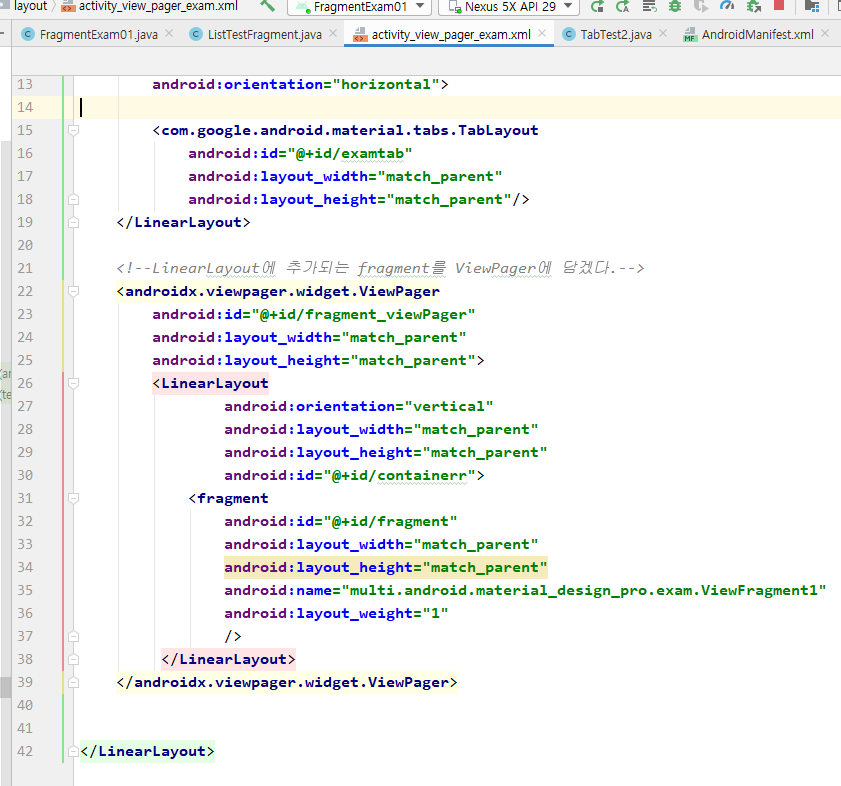 layout activity_view_pager_exam.xml FragmentExam01 Nexus 5X API 29
FragmentExam01.java ListTestFragment.java activity_view_pager_exam.xml TabTest2.java AndroidManifest.xml
13 android:orientation="horizontal">
14
15 <com.google.android.material.tabs.TabLayout
16 android:id="@+id/examtab"
17 android:layout_width="match_parent"
18 android:layout_height="match_parent"/>
19 </LinearLayout>
20
21 <!--LinearLayout에 추가되는 fragment를 ViewPager에 담겠다.-->
22 <androidx.viewpager.widget.ViewPager
23 android:id="@+id/fragment_viewPager"
24 android:layout_width="match_parent"
25 android:layout_height="match_parent">
26 <LinearLayout
27 android:orientation="vertical"
28 android:layout_width="match_parent"
29 android:layout_height="match_parent"
30 android:id="@+id/containerr">
31 <fragment
32 android:id="@+id/fragment"
33 android:layout_width="match_parent"
34 android:layout_height="match_parent"
35 android:name="multi.android.material_design_pro.exam.ViewFragment1"
36 android:layout_weight="1"
37 />
38 </LinearLayout>
39 </androidx.viewpager.widget.ViewPager>
40
41
42 </LinearLayout>